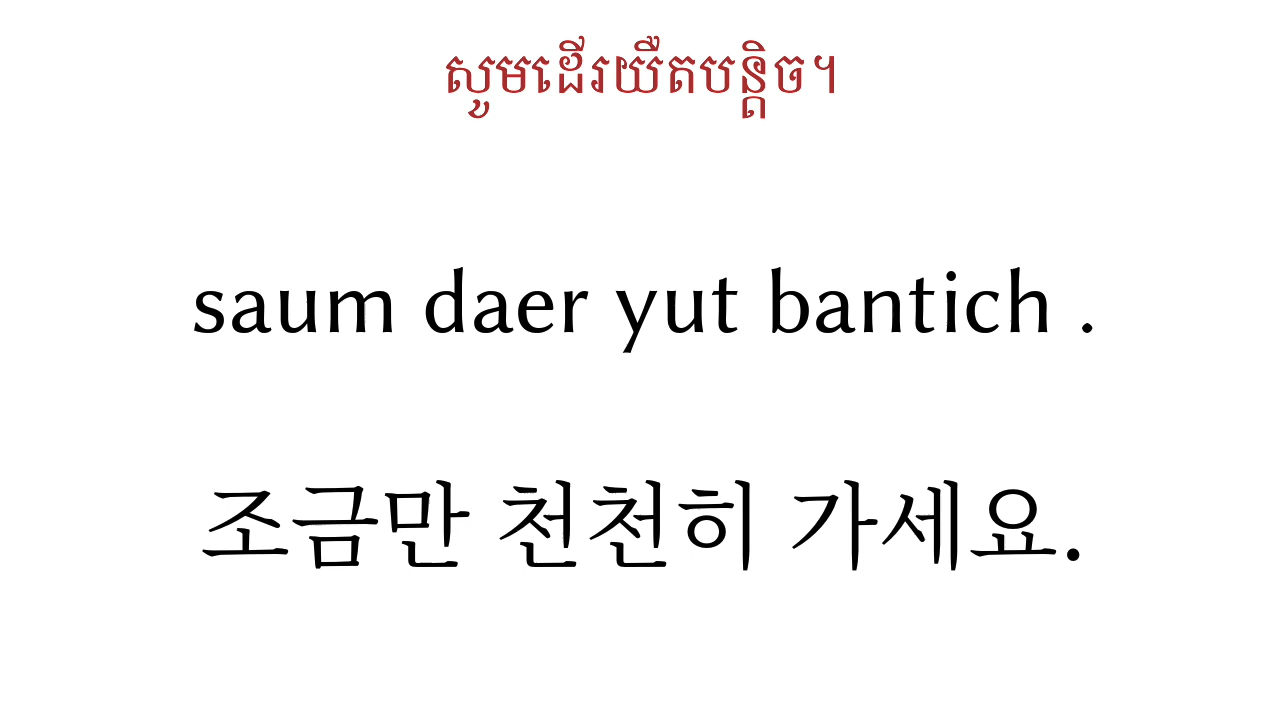 សូមដើរយឺតបន្តិច។
saum daer yut bantich .
조금만 천천히 가세요.